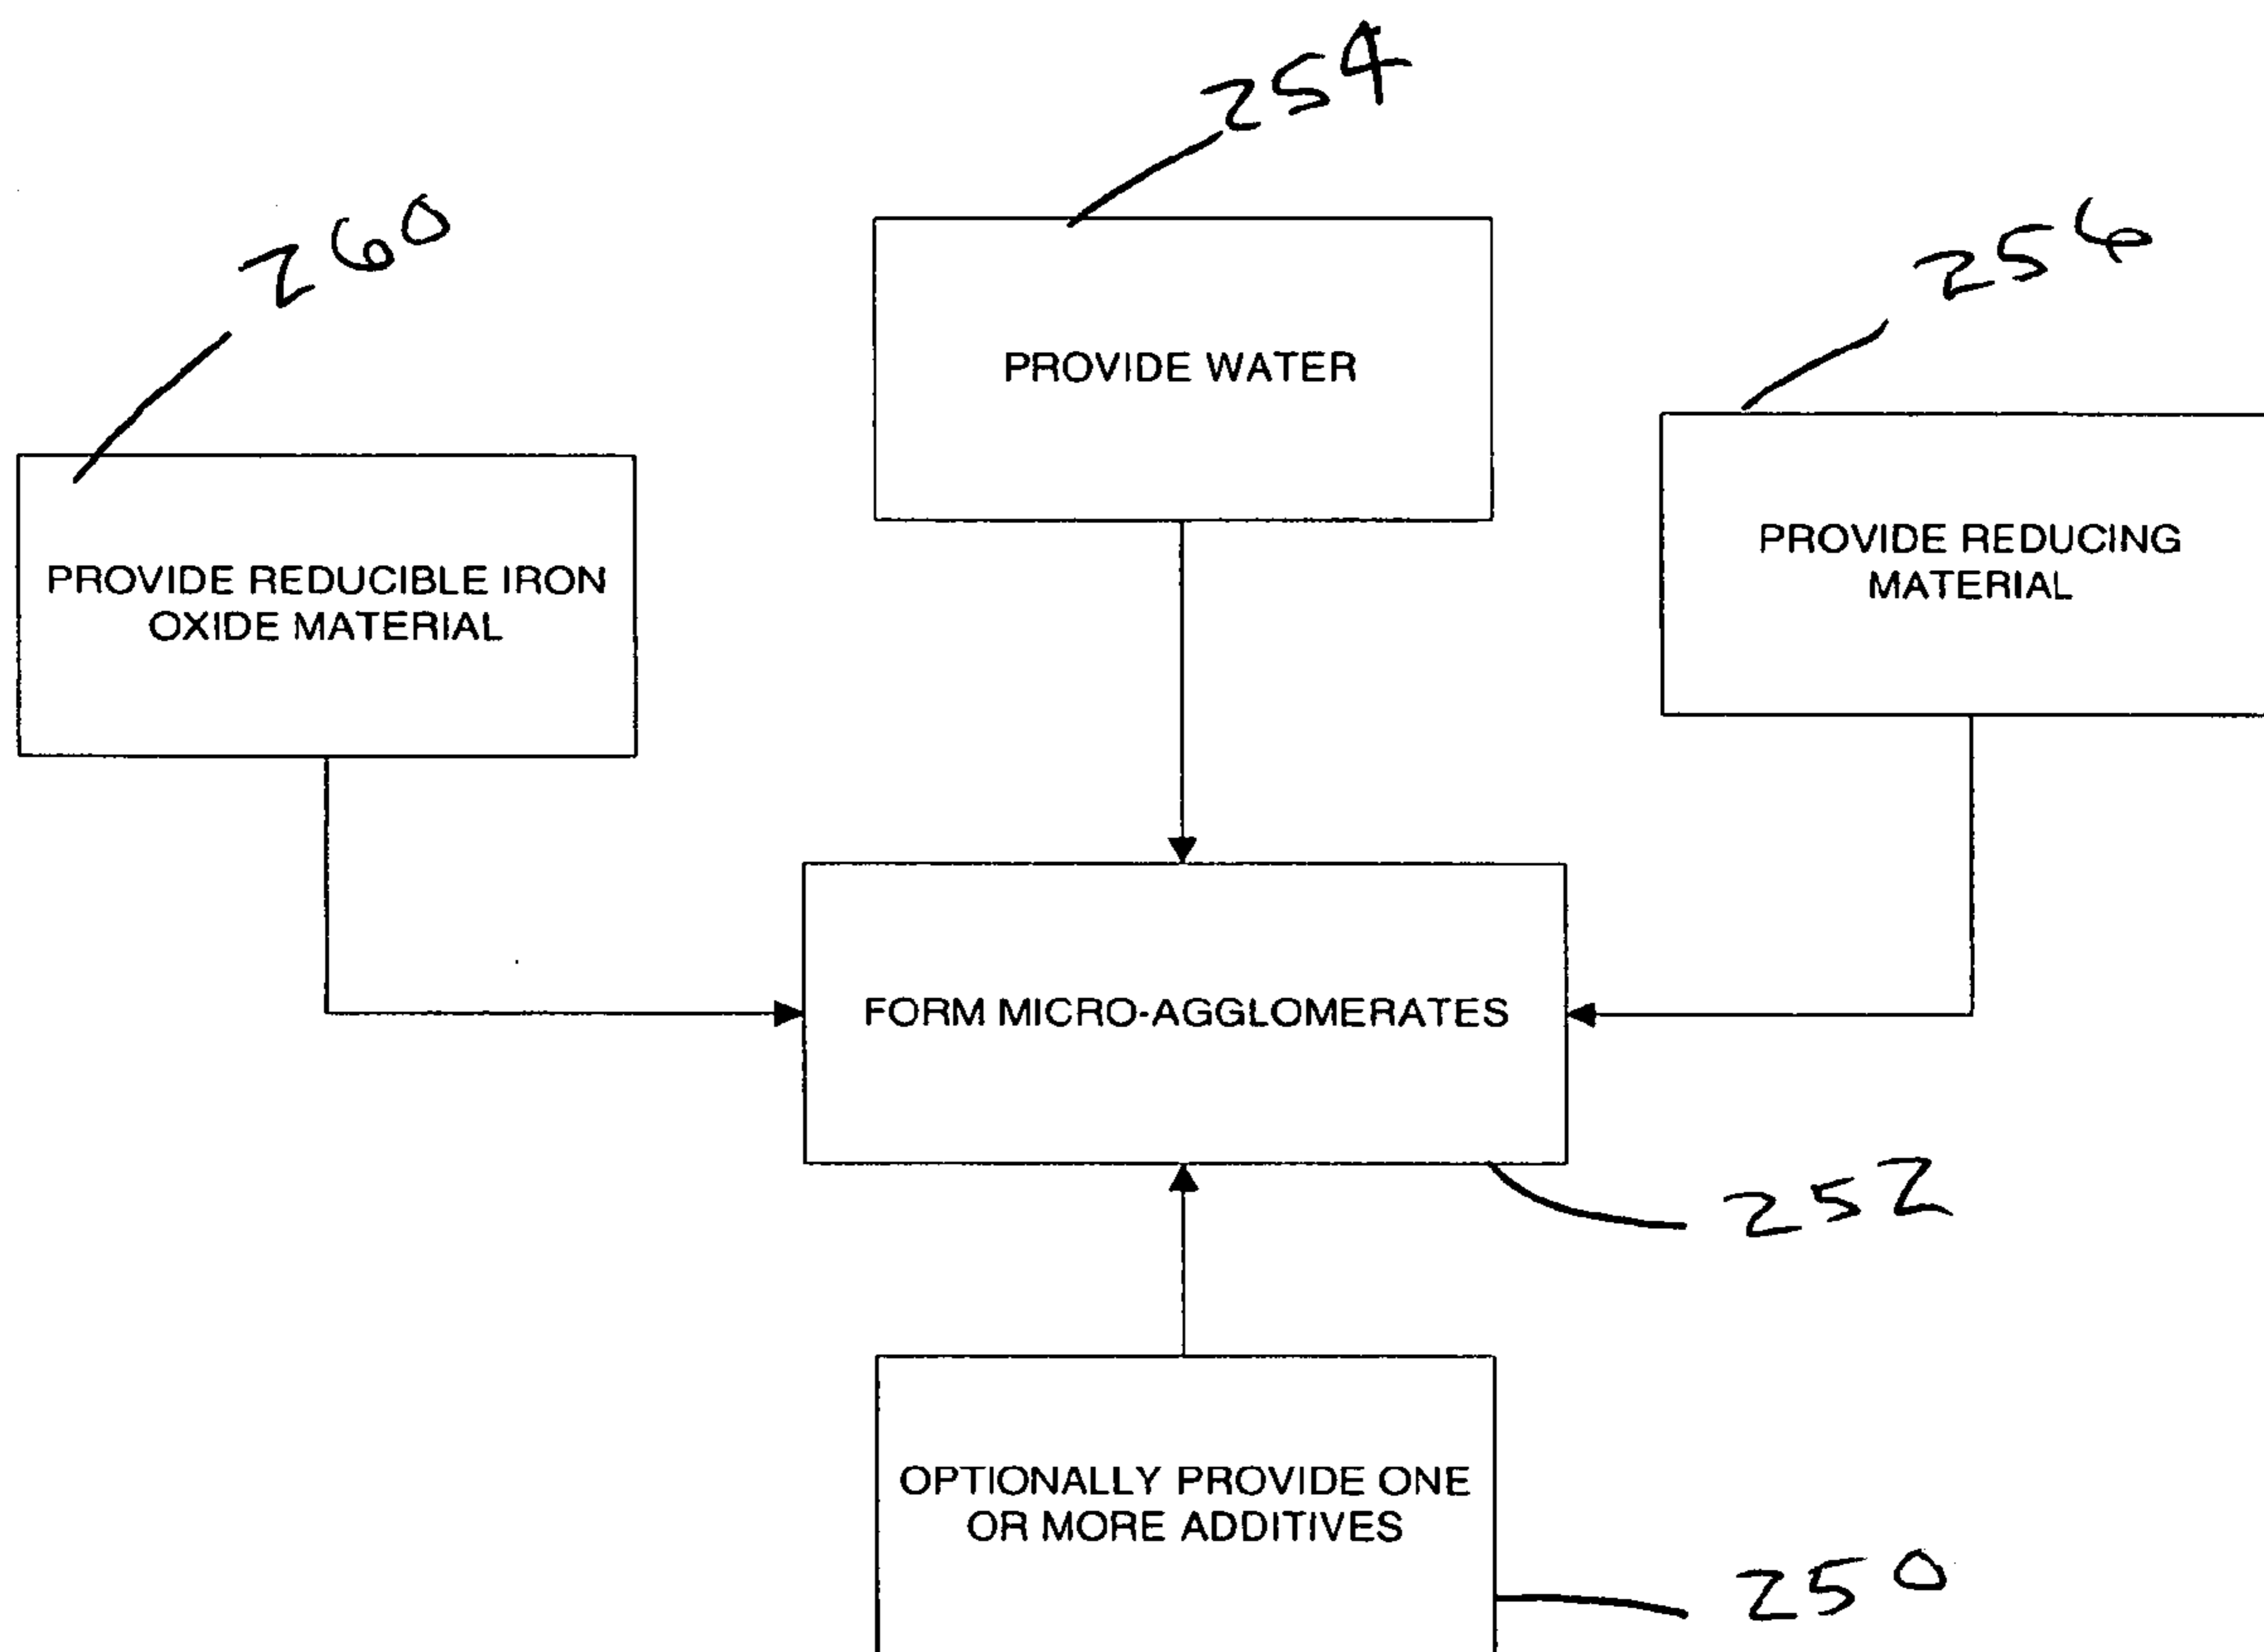 254
260
256
PROVIDE WATER
PROVIDE REDUCING
MATERIAL
PROVIDE REDUCIBLE IRON
OXIDE MATERIAL
FORM MICRO-AGGLOMERATES
252
OPTIONALLY PROVIDE ONE
OR MORE ADDITIVES
250